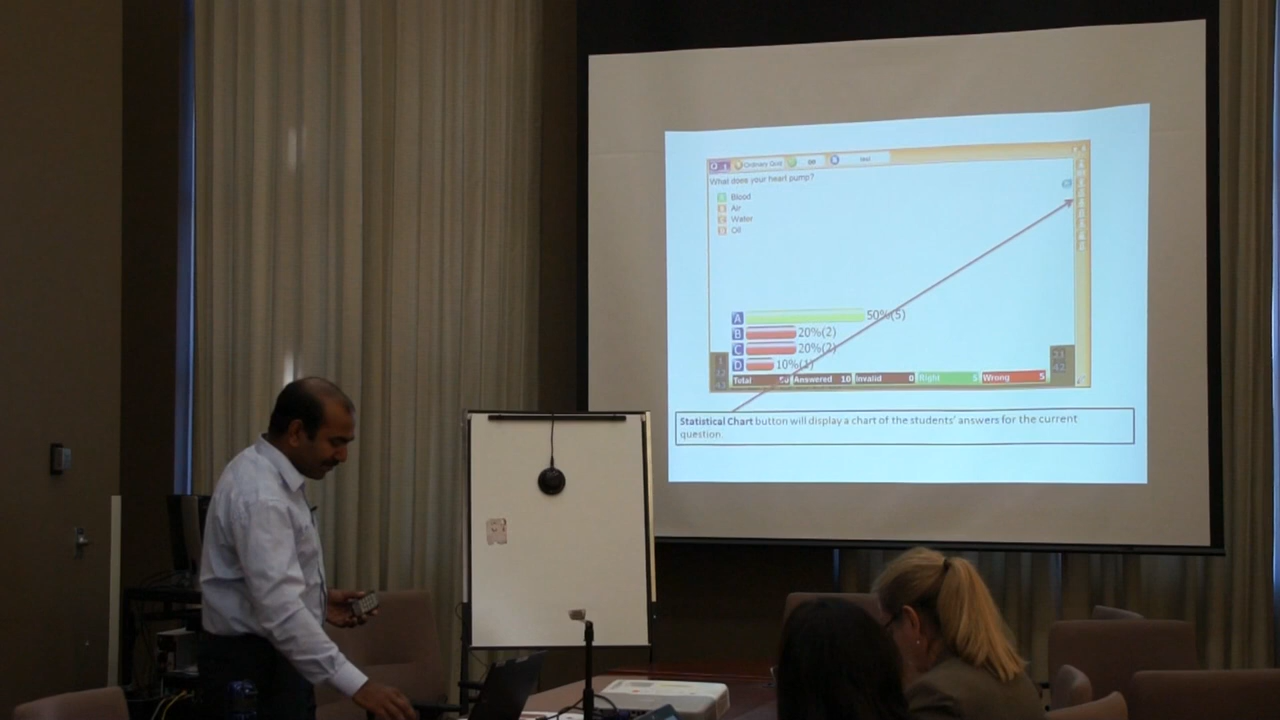 Ordinary Quiz
What does your heart pump?
A Blood
B Air
C Water
D Oil
A 50%(5)
B 20%(2)
C 20%(2)
D 10%(1)
Total 50 Answered 10 Invalid 0 Right 5 Wrong 5
Statistical Chart button will display a chart of the students' answers for the current
question.